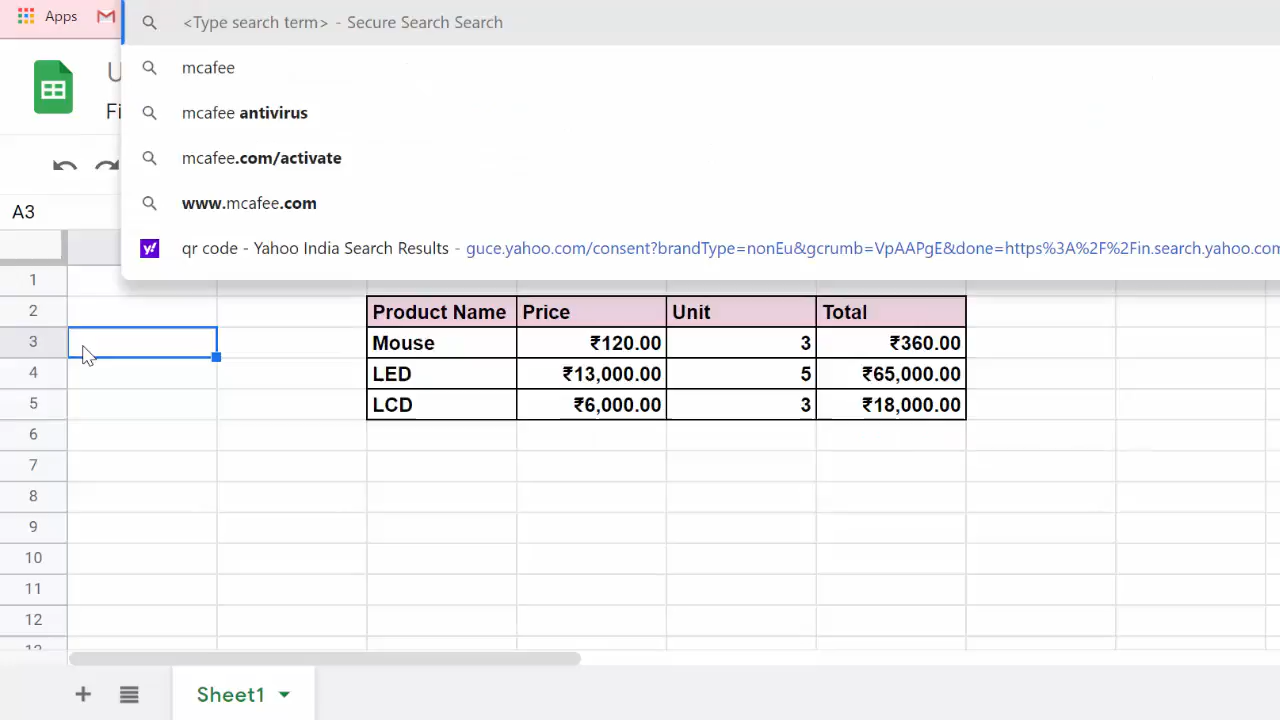 Apps
<Type search term> - Secure Search Search
mcafee
mcafee antivirus
mcafee.com/activate
www.mcafee.com
qr code - Yahoo India Search Results - guce.yahoo.com/consent?brandType=nonEu&gcrumb=VpAAPgE&done=https%3A%2F%2Fin.search.yahoo.com
U
Fi
A3
1
2 Product Name Price Unit Total
3 Mouse ₹120.00 3 ₹360.00
4 LED ₹13,000.00 5 ₹65,000.00
5 LCD ₹6,000.00 3 ₹18,000.00
6
7
8
9
10
11
12
13
Sheet1